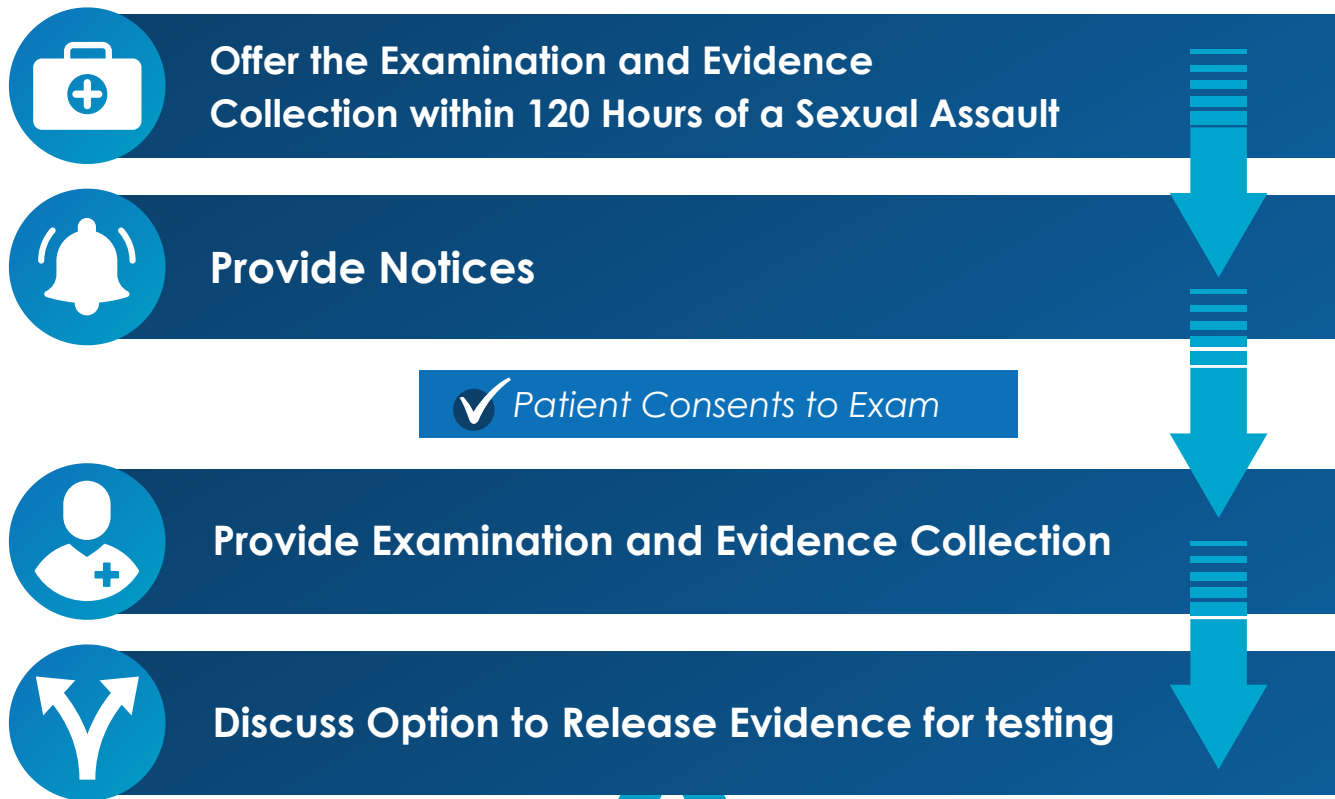 Offer the Examination and Evidence
Collection within 120 Hours of a Sexual Assault
Provide Notices
Patient Consents to Exam
Provide Examination and Evidence Collection
Discuss Option to Release Evidence for testing